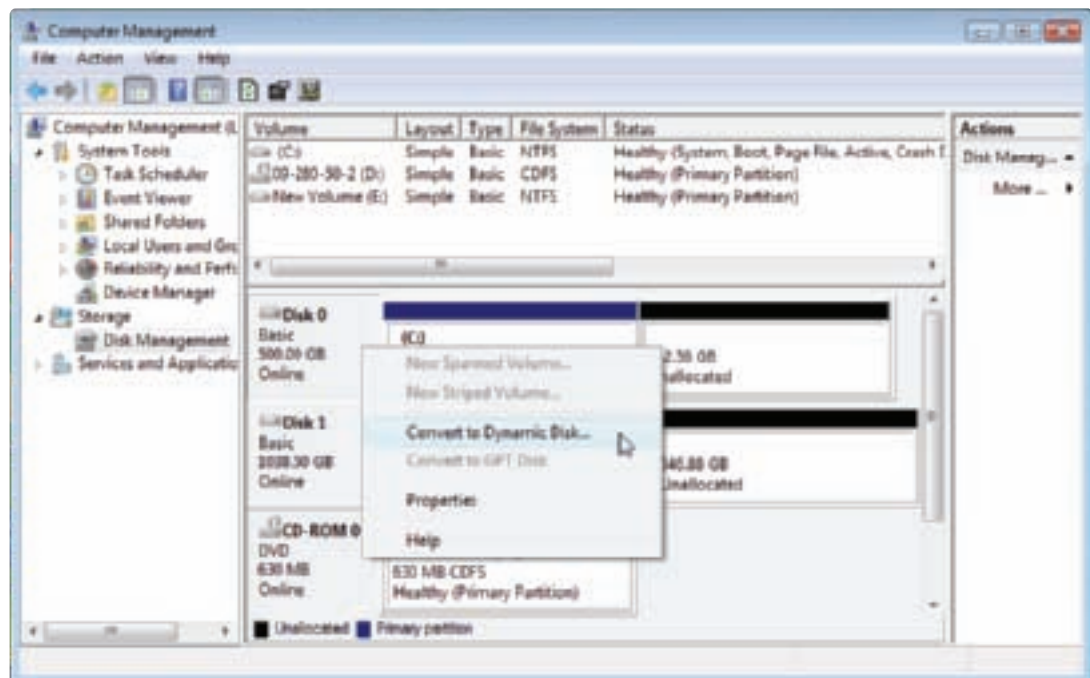 Computer Management
File Action View Help
Computer Management (L
System Tools
Task Scheduler
Event Viewer
Shared Folders
Local Users and Gro
Reliability and Perfo
Device Manager
Storage
Disk Management
Services and Applicatio
Volume Layout Type File System Status
(C:) Simple Basic NTFS Healthy (System, Boot, Page File, Active, Crash D
(D:) Simple Basic CDFS Healthy (Primary Partition)
New Volume (E:) Simple Basic NTFS Healthy (Primary Partition)
Disk 0
Basic
500.00 GB
Online
(C:)
Unallocated
Disk 1
Basic
GB
Online
GB
Unallocated
CD-ROM 0
DVD
630 MB
Online
630 MB CDFS
Healthy (Primary Partition)
New Spanned Volume...
New Striped Volume...
Convert to Dynamic Disk...
Convert to GPT Disk
Properties
Help
Unallocated Primary partition
Actions
Disk Manag...
More ...